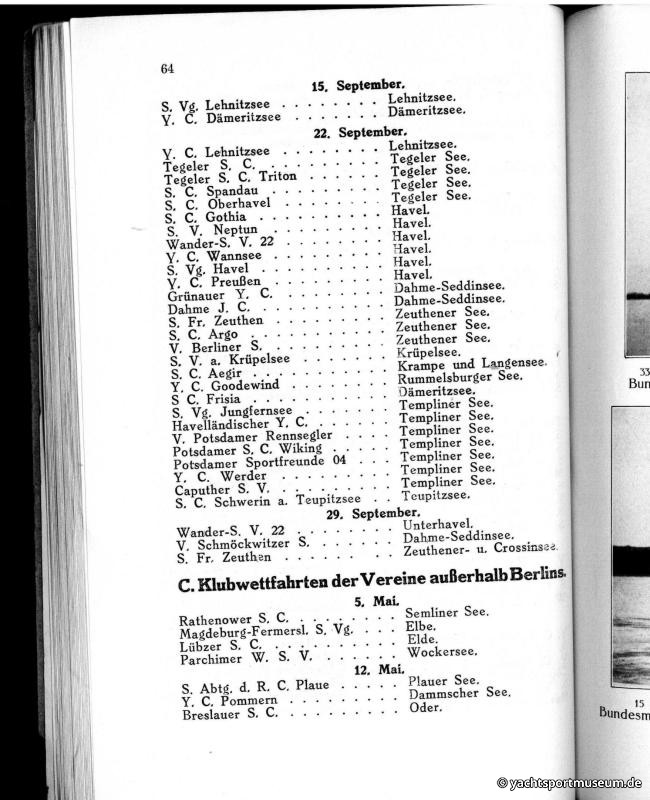 64
15. September.
S. Vg. Lehnitzsee . . . . . . . . Lehnitzsee.
Y. C. Dämeritzsee . . . . . . . Dämeritzsee.
22. September.
Y. C. Lehnitzsee . . . . . . . . Lehnitzsee.
Tegeler S. C. . . . . . . . . . Tegeler See.
Tegeler S. C. Triton . . . . . . Tegeler See.
S. C. Spandau . . . . . . . . . Tegeler See.
S. C. Oberhavel . . . . . . . . Tegeler See.
S. C. Gothia . . . . . . . . . Havel.
S. V. Neptun . . . . . . . . . Havel.
Wander-S. V. 22 . . . . . . . . Havel.
Y. C. Wannsee . . . . . . . . . Havel.
S. Vg. Havel . . . . . . . . . Havel.
Y. C. Preußen . . . . . . . . . Havel.
Grünauer Y. C. . . . . . . . . Dahme-Seddinsee.
Dahme J. C. . . . . . . . . . Dahme-Seddinsee.
S. Fr. Zeuthen . . . . . . . . . Zeuthener See.
S. C. Argo . . . . . . . . . . Zeuthener See.
V. Berliner S. . . . . . . . . . Zeuthener See.
S. V. a. Krüpelsee . . . . . . . Krüpelsee.
S. C. Aegir . . . . . . . . . . Krampe und Langensee.
Y. C. Goodewind . . . . . . . . Rummelsburger See.
S C. Frisia . . . . . . . . . . Dämeritzsee.
S. Vg. Jungfernsee . . . . . . . Templiner See.
Havelländischer Y. C. . . . . . . Templiner See.
V. Potsdamer Rennsegler . . . . Templiner See.
Potsdamer S. C. Wiking . . . . . Templiner See.
Potsdamer Sportfreunde 04 . . . Templiner See.
Y. C. Werder . . . . . . . . . Templiner See.
Caputher S. V. . . . . . . . . . Templiner See.
S. C. Schwerin a. Teupitzsee . . Teupitzsee.
29. September.
Wander-S. V. 22 . . . . . . . . Unterhavel.
V. Schmöckwitzer S. . . . . . . Dahme-Seddinsee.
S. Fr. Zeuthen . . . . . . . . Zeuthener- u. Crossinsee.
C. Klubwettfahrten der Vereine außerhalb Berlins.
5. Mai.
Rathenower S. C. . . . . . . . . Semliner See.
Magdeburg-Fermersl. S. Vg. . . . Elbe.
Lübzer S. C. . . . . . . . . . Elde.
Parchimer W. S. V. . . . . . . Wockersee.
12. Mai.
S. Abtg. d. R. C. Plaue . . . . . Plauer See.
Y. C. Pommern . . . . . . . . Dammscher See.
Breslauer S. C. . . . . . . . . Oder.
33
Bun
15
Bundesm
© yachtsportmuseum.de